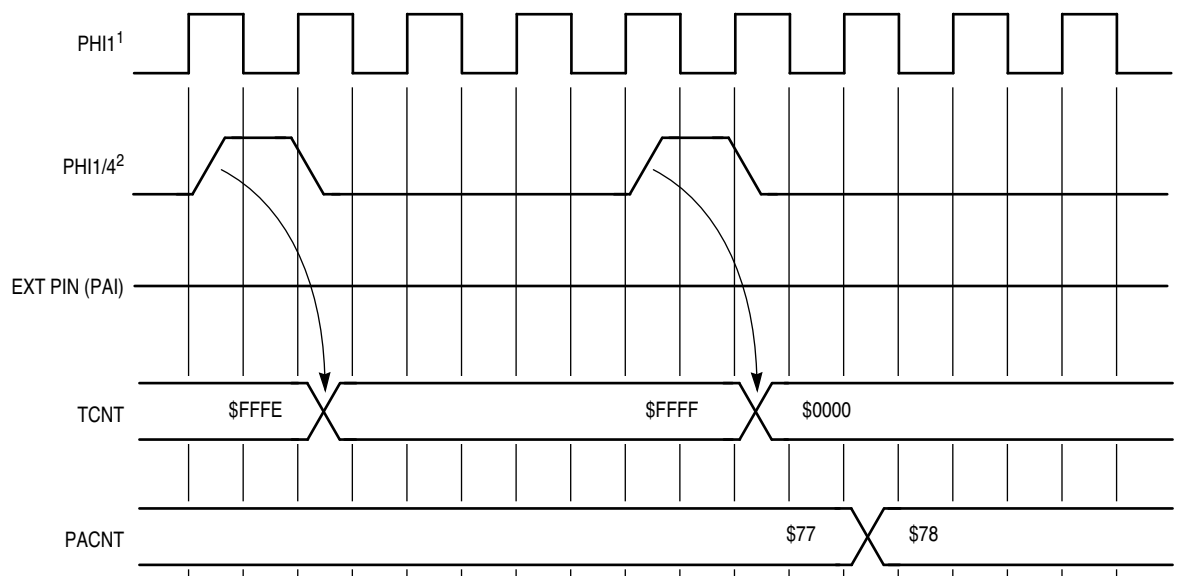 PHI1¹
PHI1/4²
EXT PIN (PAI)
TCNT
$FFFE
$FFFF
$0000
PACNT
$77
$78